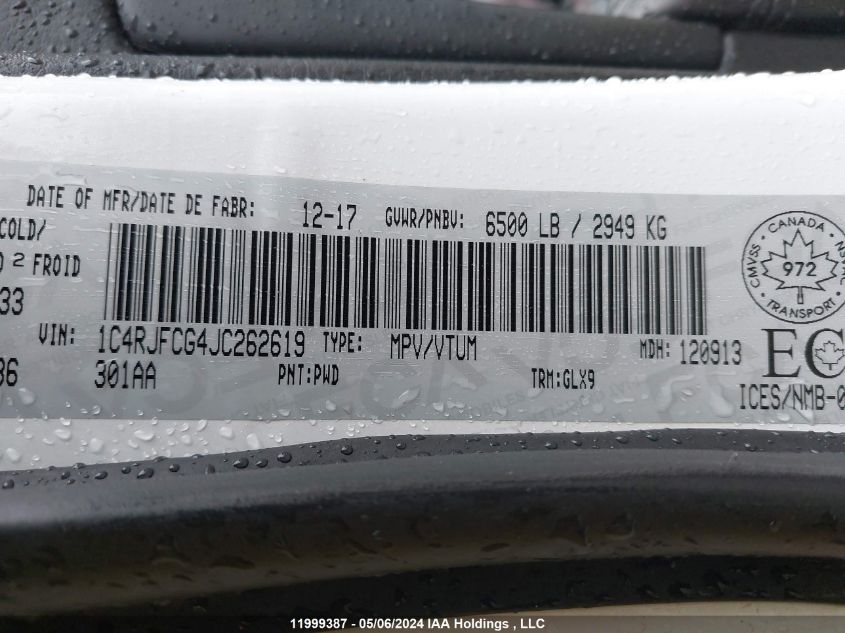 DATE OF MFR/DATE DE FABR: 12-17 GVWR/PNBV: 6500 LB / 2949 KG
COLD/
2 FROID
33
VIN: 1C4RJFCG4JC262619 TYPE: MPV/VTUM MDH: 120913
36 301AA PNT:PWD TRM:GLX9
CANADA
CMVSS
972
TRANSPORT
EC
ICES/NMB-0
11999387 - 05/06/2024 IAA Holdings , LLC